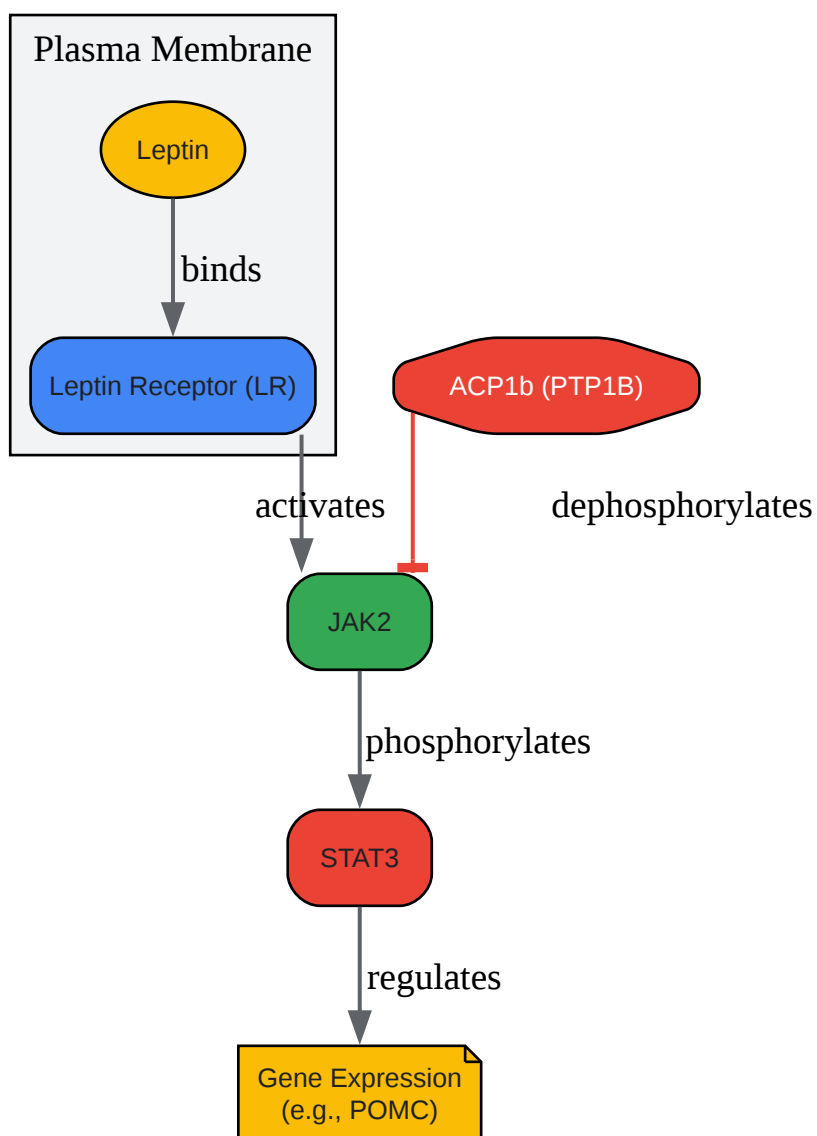 Plasma Membrane
Leptin
binds
Leptin Receptor (LR)
ACP1b (PTP1B)
activates
dephosphorylates
JAK2
phosphorylates
STAT3
regulates
Gene Expression
(e.g., POMC)